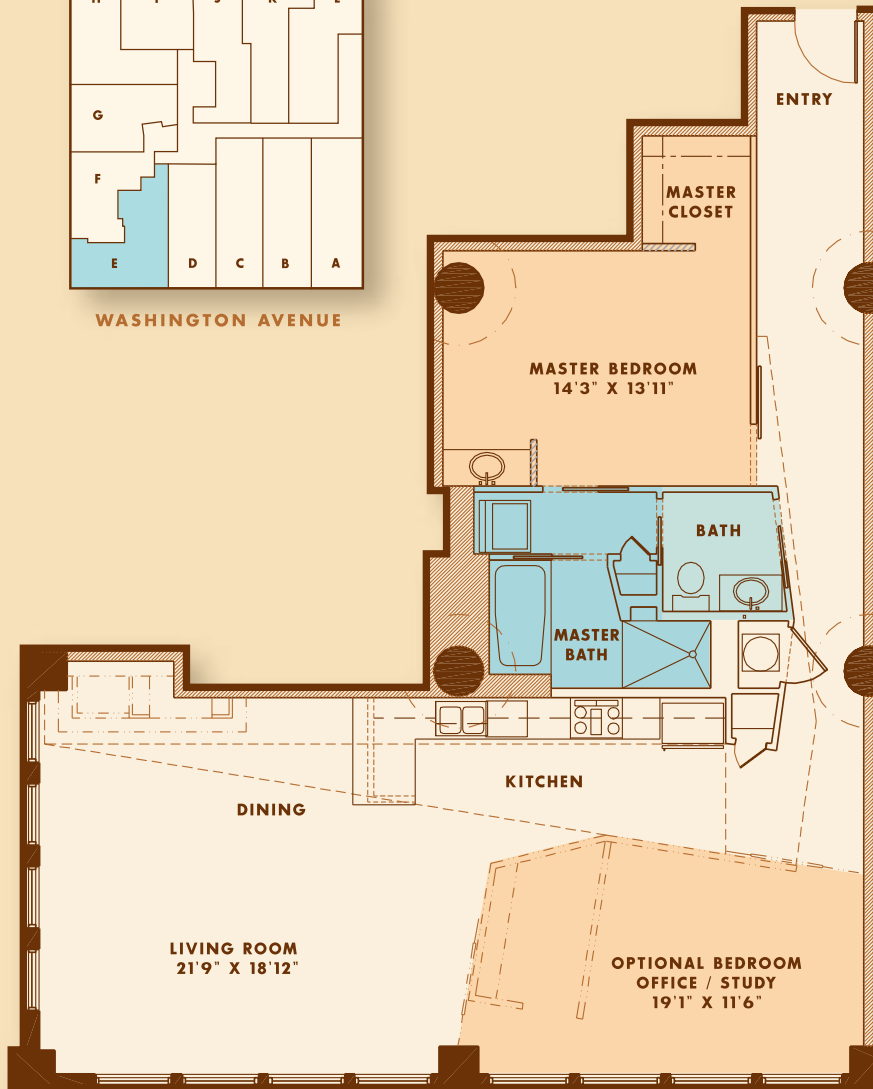 G
F
E
D
C
B
A
WASHINGTON AVENUE
ENTRY
MASTER
CLOSET
MASTER BEDROOM
14'3" X 13'11"
BATH
MASTER
BATH
KITCHEN
DINING
LIVING ROOM
21'9" X 18'12"
OPTIONAL BEDROOM
OFFICE / STUDY
19'1" X 11'6"